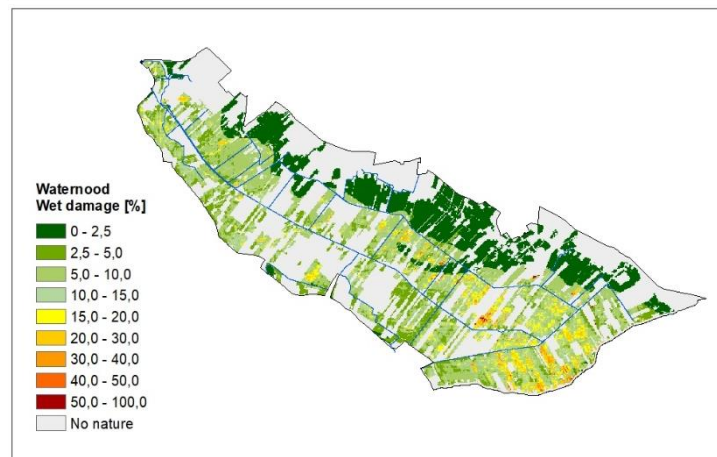 Waternood
Wet damage [%]
0 - 2,5
2,5 - 5,0
5,0 - 10,0
10,0 - 15,0
15,0 - 20,0
20,0 - 30,0
30,0 - 40,0
40,0 - 50,0
50,0 - 100,0
No nature